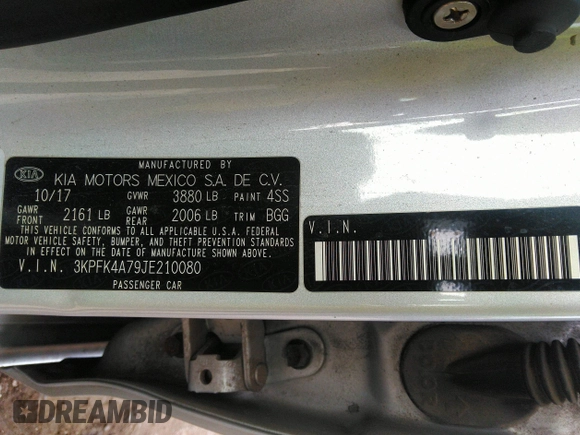 MANUFACTURED BY
KIA KIA MOTORS MEXICO S.A. DE C.V.
10/17 GVWR 3880 LB PAINT 4SS
GAWR FRONT 2161 LB GAWR REAR 2006 LB TRIM BGG
THIS VEHICLE CONFORMS TO ALL APPLICABLE U.S.A. FEDERAL
MOTOR VEHICLE SAFETY, BUMPER, AND THEFT PREVENTION STANDARDS
IN EFFECT ON THE DATE OF MANUFACTURE SHOWN ABOVE.
V.I.N. 3KPFK4A79JE210080
PASSENGER CAR
V.I.N.
DREAMBID